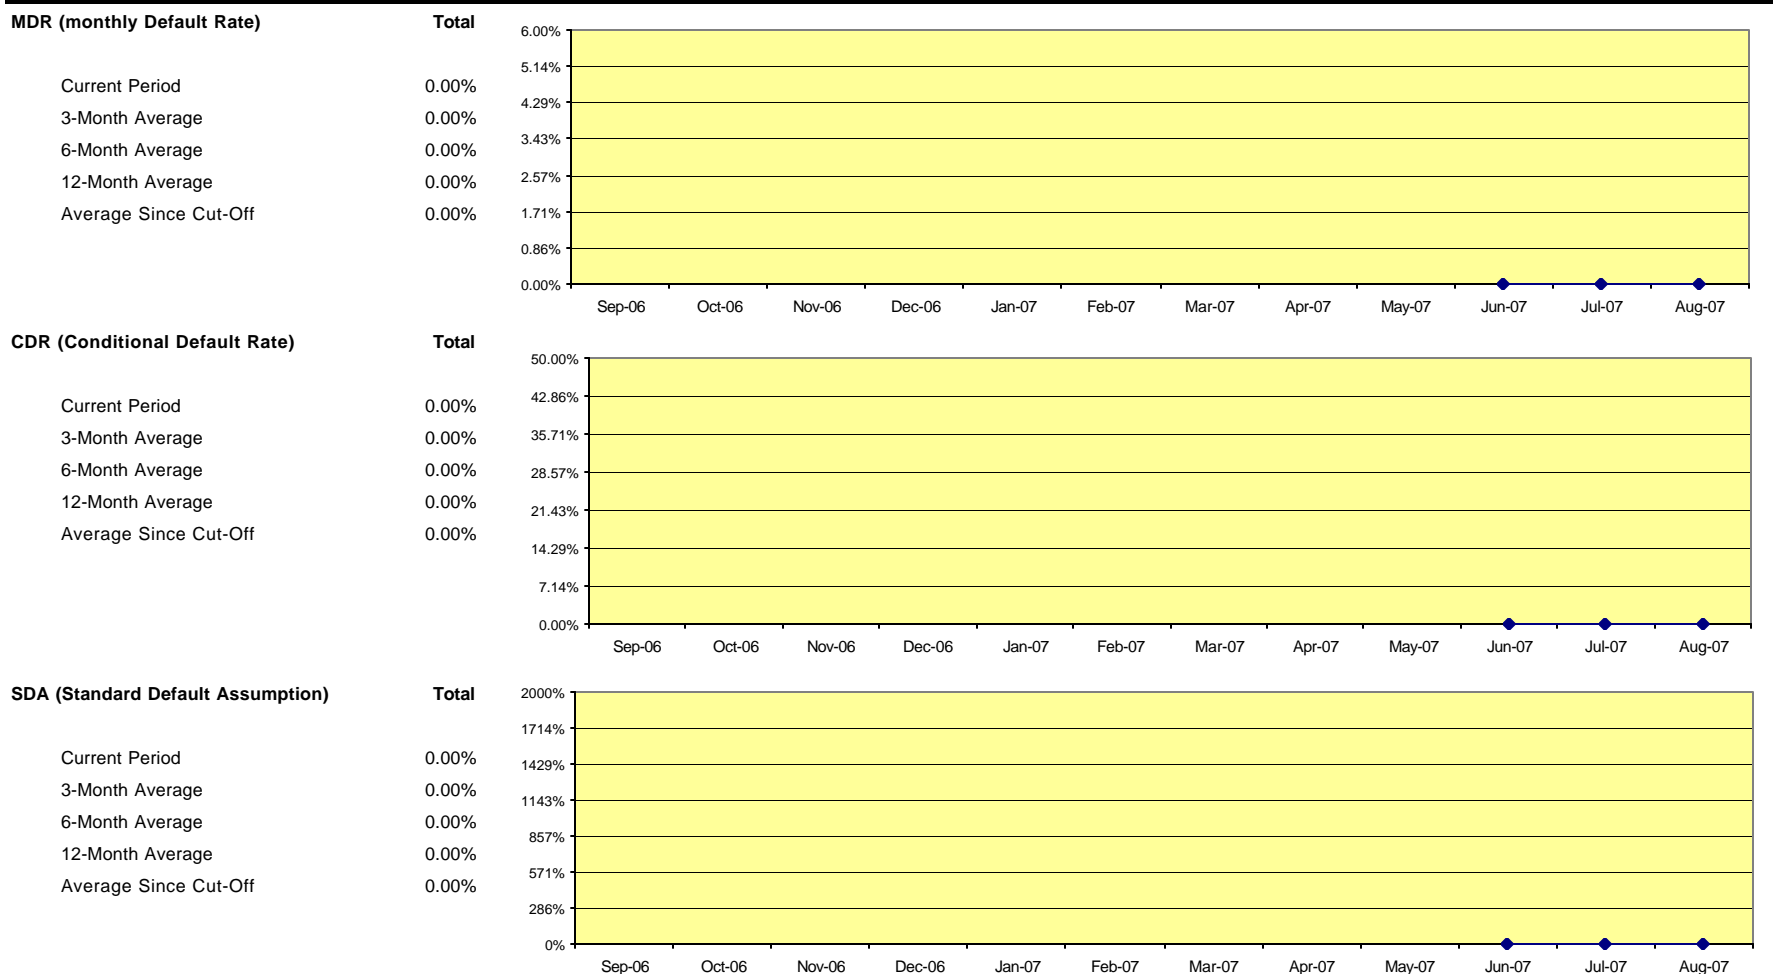 MDR (monthly Default Rate) Total
Current Period 0.00%
3-Month Average 0.00%
6-Month Average 0.00%
12-Month Average 0.00%
Average Since Cut-Off 0.00%
6.00%
5.14%
4.29%
3.43%
2.57%
1.71%
0.86%
0.00%
Sep-06 Oct-06 Nov-06 Dec-06 Jan-07 Feb-07 Mar-07 Apr-07 May-07 Jun-07 Jul-07 Aug-07
CDR (Conditional Default Rate) Total
Current Period 0.00%
3-Month Average 0.00%
6-Month Average 0.00%
12-Month Average 0.00%
Average Since Cut-Off 0.00%
50.00%
42.86%
35.71%
28.57%
21.43%
14.29%
7.14%
0.00%
Sep-06 Oct-06 Nov-06 Dec-06 Jan-07 Feb-07 Mar-07 Apr-07 May-07 Jun-07 Jul-07 Aug-07
SDA (Standard Default Assumption) Total
Current Period 0.00%
3-Month Average 0.00%
6-Month Average 0.00%
12-Month Average 0.00%
Average Since Cut-Off 0.00%
2000%
1714%
1429%
1143%
857%
571%
286%
0%
Sep-06 Oct-06 Nov-06 Dec-06 Jan-07 Feb-07 Mar-07 Apr-07 May-07 Jun-07 Jul-07 Aug-07